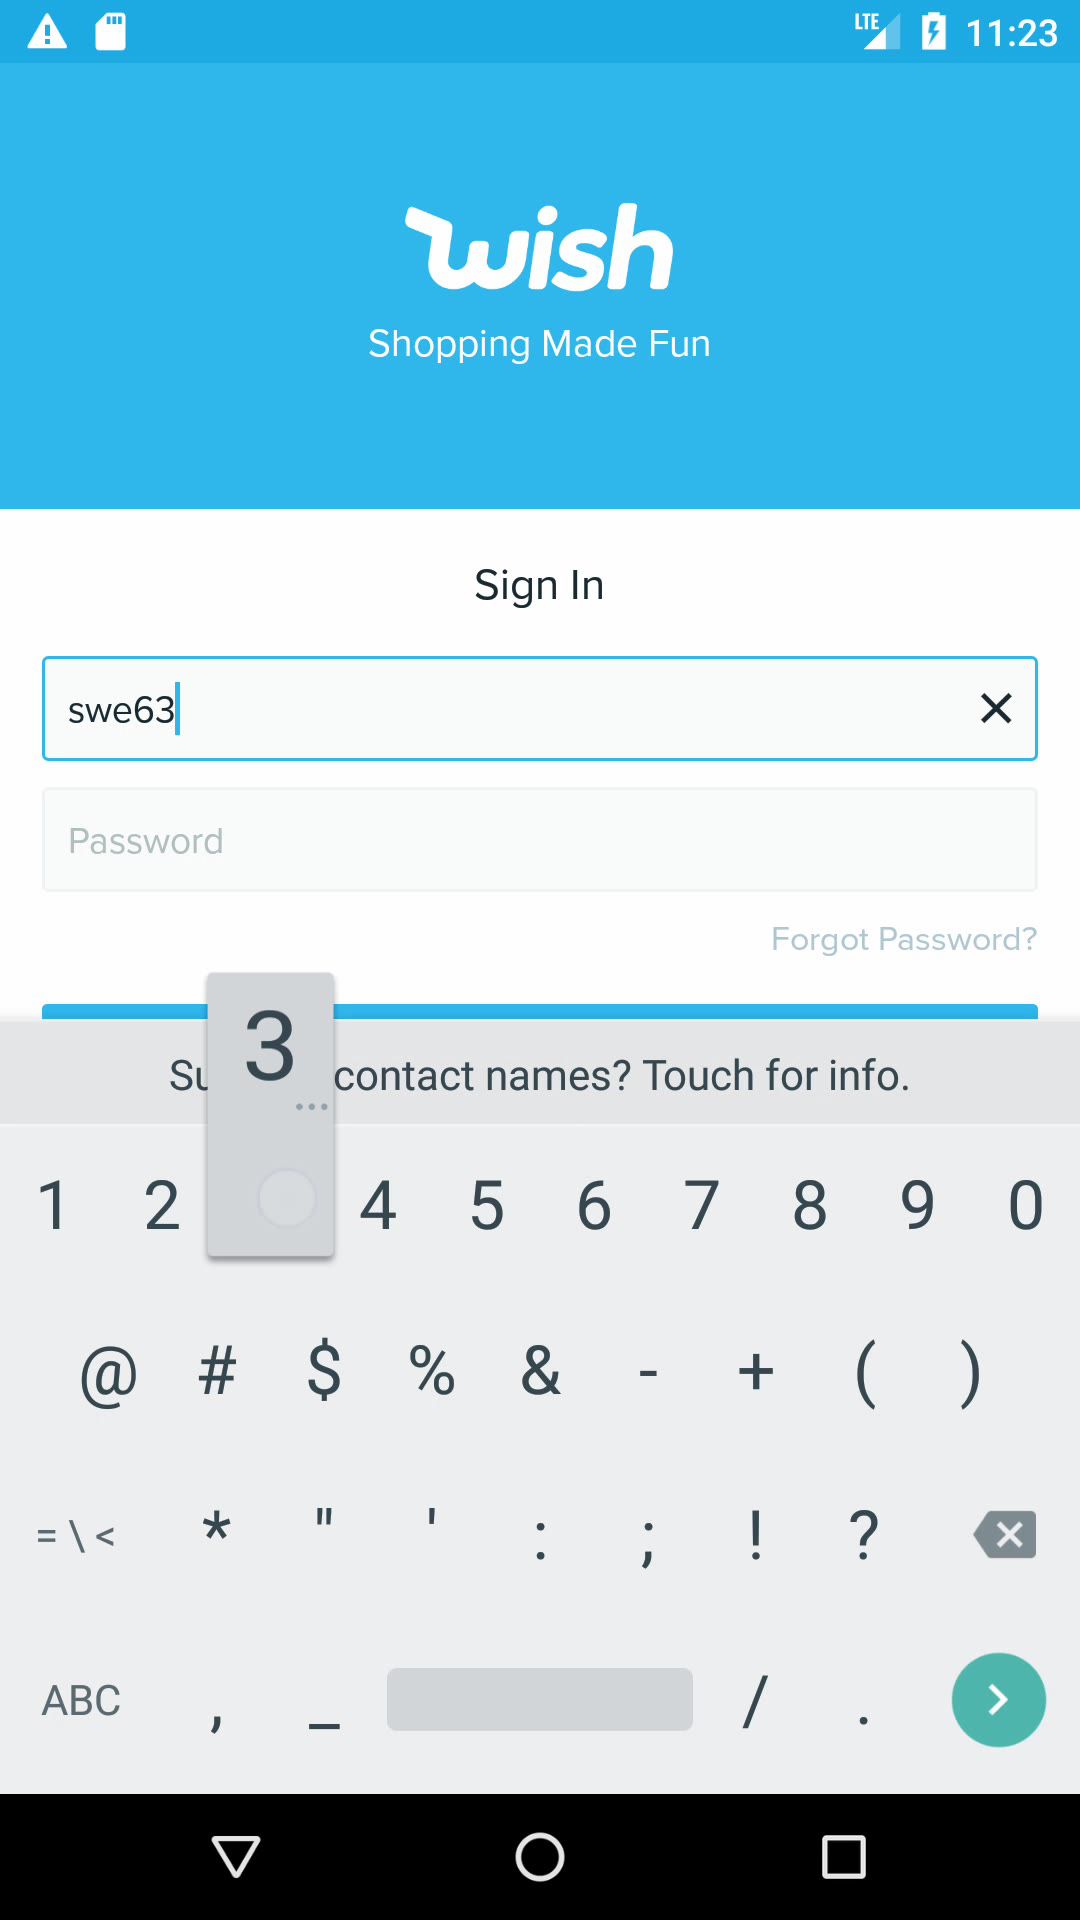 LTE 11:23
wish
Shopping Made Fun
Sign In
swe63
Password
Forgot Password?
3
contact names? Touch for info.
1 2 4 5 6 7 8 9 0
@ # $ % & - + ( )
= \ < * " ' : ; ! ?
ABC , _ / .